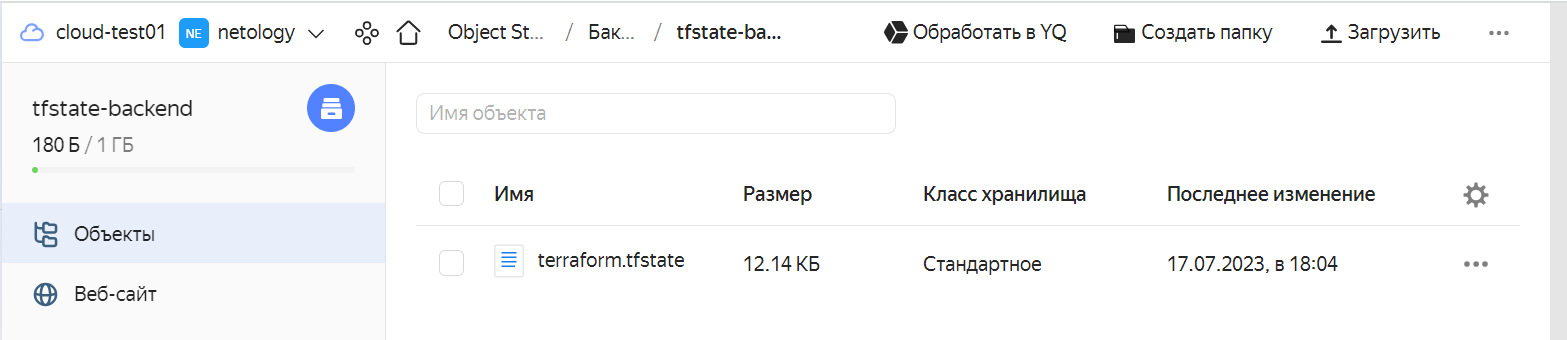 cloud-test01 NE netology Object St... / Бак... / tfstate-ba... Обработать в YQ Создать папку Загрузить ...
tfstate-backend
180 Б / 1 ГБ
Объекты
Веб-сайт
Имя объекта
Имя Размер Класс хранилища Последнее изменение
terraform.tfstate 12.14 КБ Стандартное 17.07.2023, в 18:04 ...